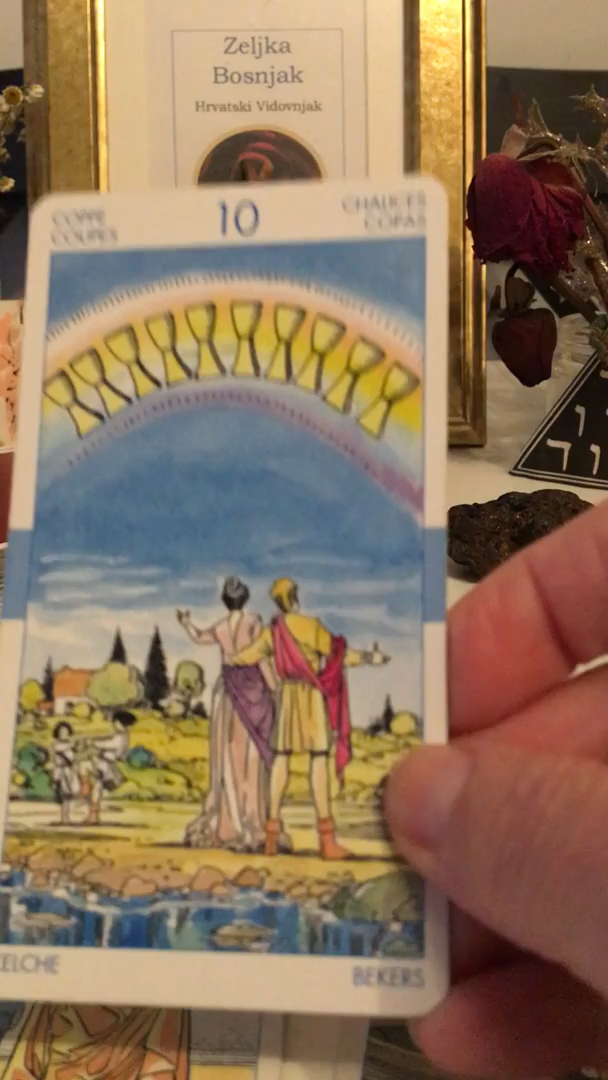 Zeljka
Bosnjak
Hrvatski Vidovnjak
COPPE
COUPES
10
CHALICES
COPAS
KELCHE
BEKERS